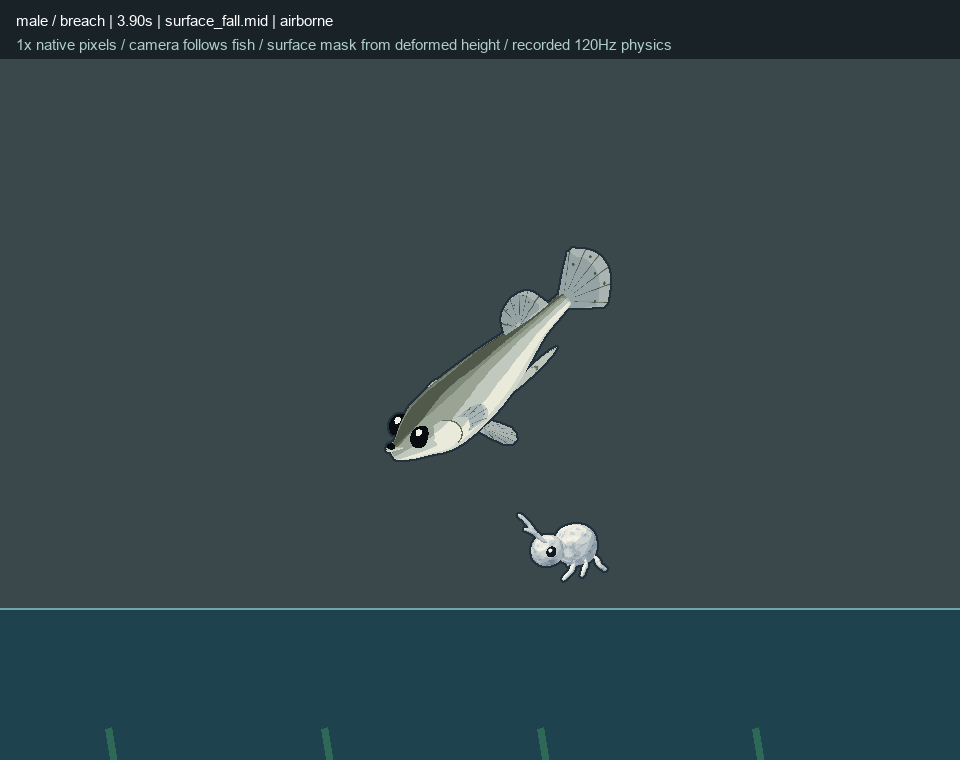 male / breach | 3.90s | surface_fall.mid | airborne
1x native pixels / camera follows fish / surface mask from deformed height / recorded 120Hz physics